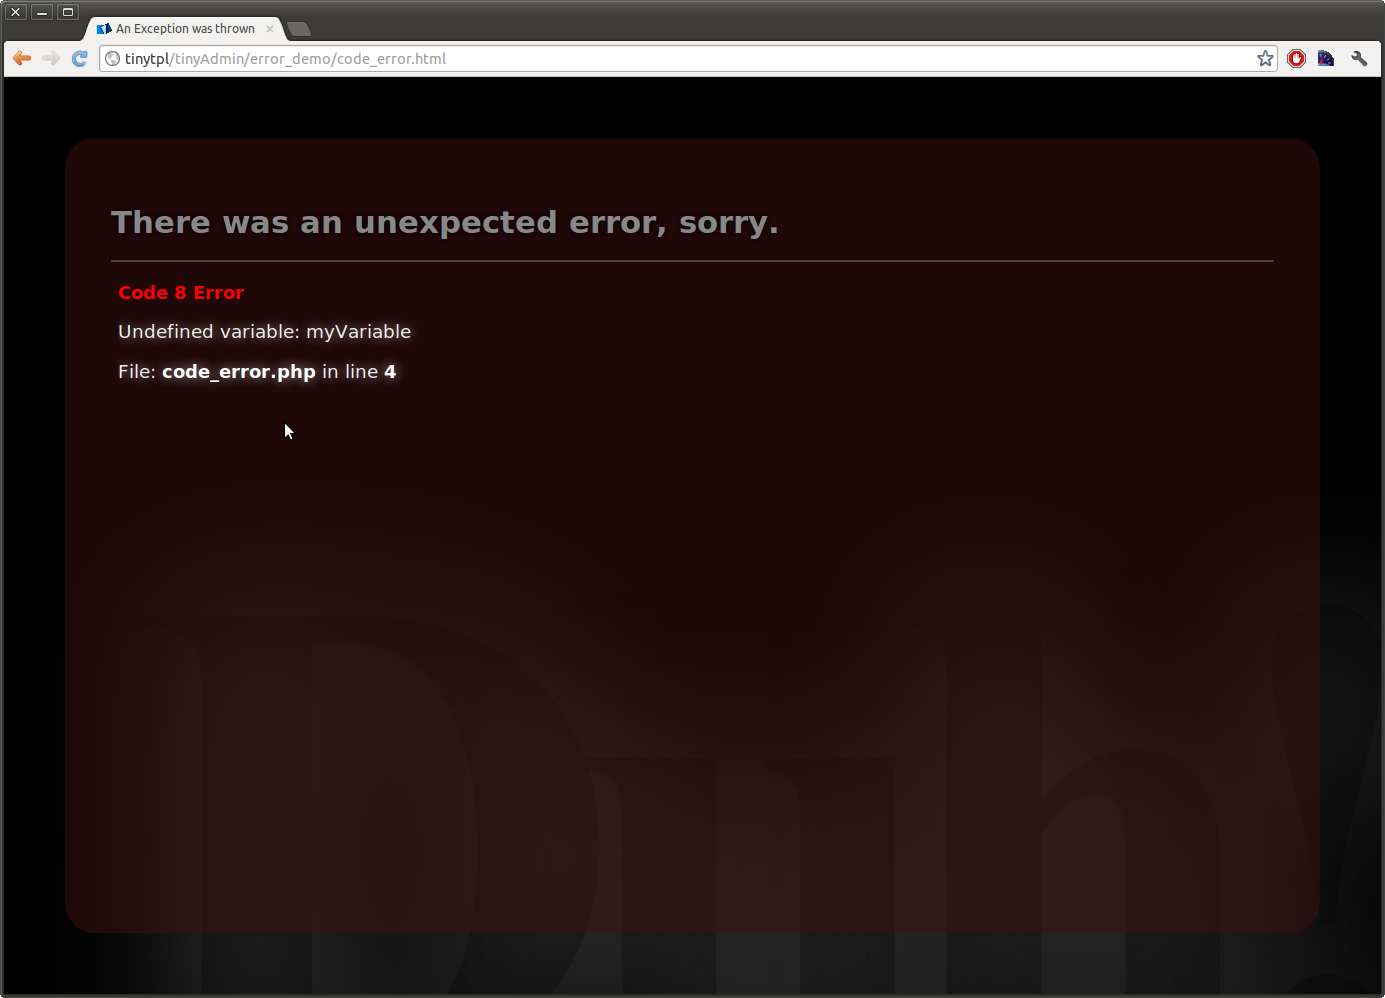 An Exception was thrown
tinytpl/tinyAdmin/error_demo/code_error.html
There was an unexpected error, sorry.
Code 8 Error
Undefined variable: myVariable
File: code_error.php in line 4
Duh!